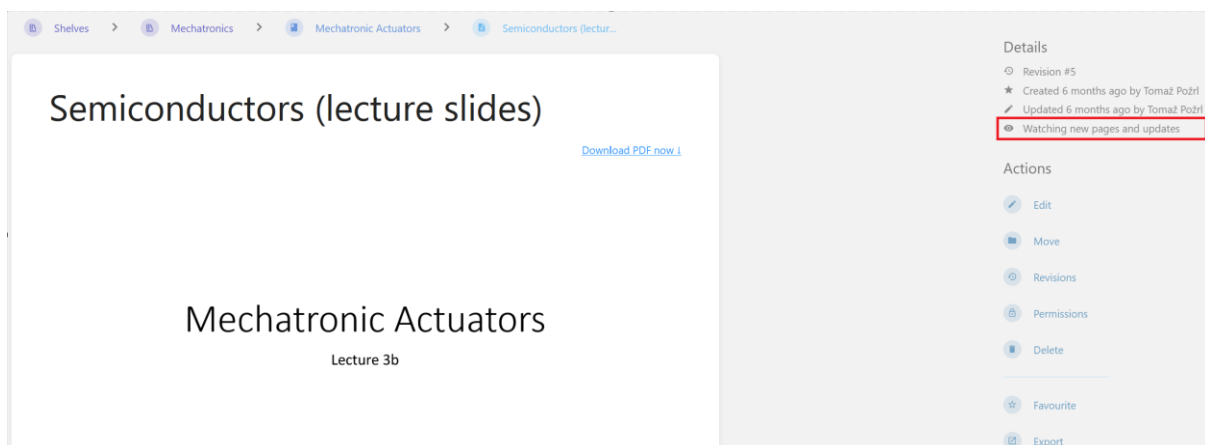 Shelves > Mechatronics > Mechatronic Actuators > Semiconductors (lectur...
Semiconductors (lecture slides)
Download PDF now ↓
Mechatronic Actuators
Lecture 3b
Details
Revision #5
Created 6 months ago by Tomaž Požrl
Updated 6 months ago by Tomaž Požrl
Watching new pages and updates
Actions
Edit
Move
Revisions
Permissions
Delete
Favourite
Export